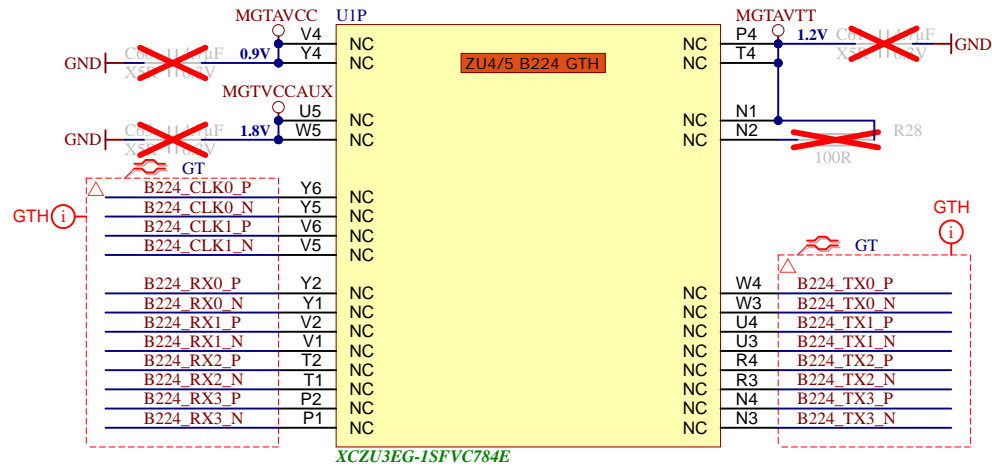 MGTAVCC
U1P
MGTAVTT
V4
NC
Y4
NC
GND
0.9V
X5R
ZU4/5 B224 GTH
P4
NC
T4
NC
1.2V
GND
MGTVCCAUX
U5
NC
W5
NC
GND
1.8V
X5R
N1
NC
N2
NC
R28
100R
GT
GTH
i
B224_CLK0_P Y6 NC
B224_CLK0_N Y5 NC
B224_CLK1_P V6 NC
B224_CLK1_N V5 NC
B224_RX0_P Y2 NC
B224_RX0_N Y1 NC
B224_RX1_P V2 NC
B224_RX1_N V1 NC
B224_RX2_P T2 NC
B224_RX2_N T1 NC
B224_RX3_P P2 NC
B224_RX3_N P1 NC
GTH
i
GT
NC W4 B224_TX0_P
NC W3 B224_TX0_N
NC U4 B224_TX1_P
NC U3 B224_TX1_N
NC R4 B224_TX2_P
NC R3 B224_TX2_N
NC N4 B224_TX3_P
NC N3 B224_TX3_N
XCZU3EG-1SFVC784E